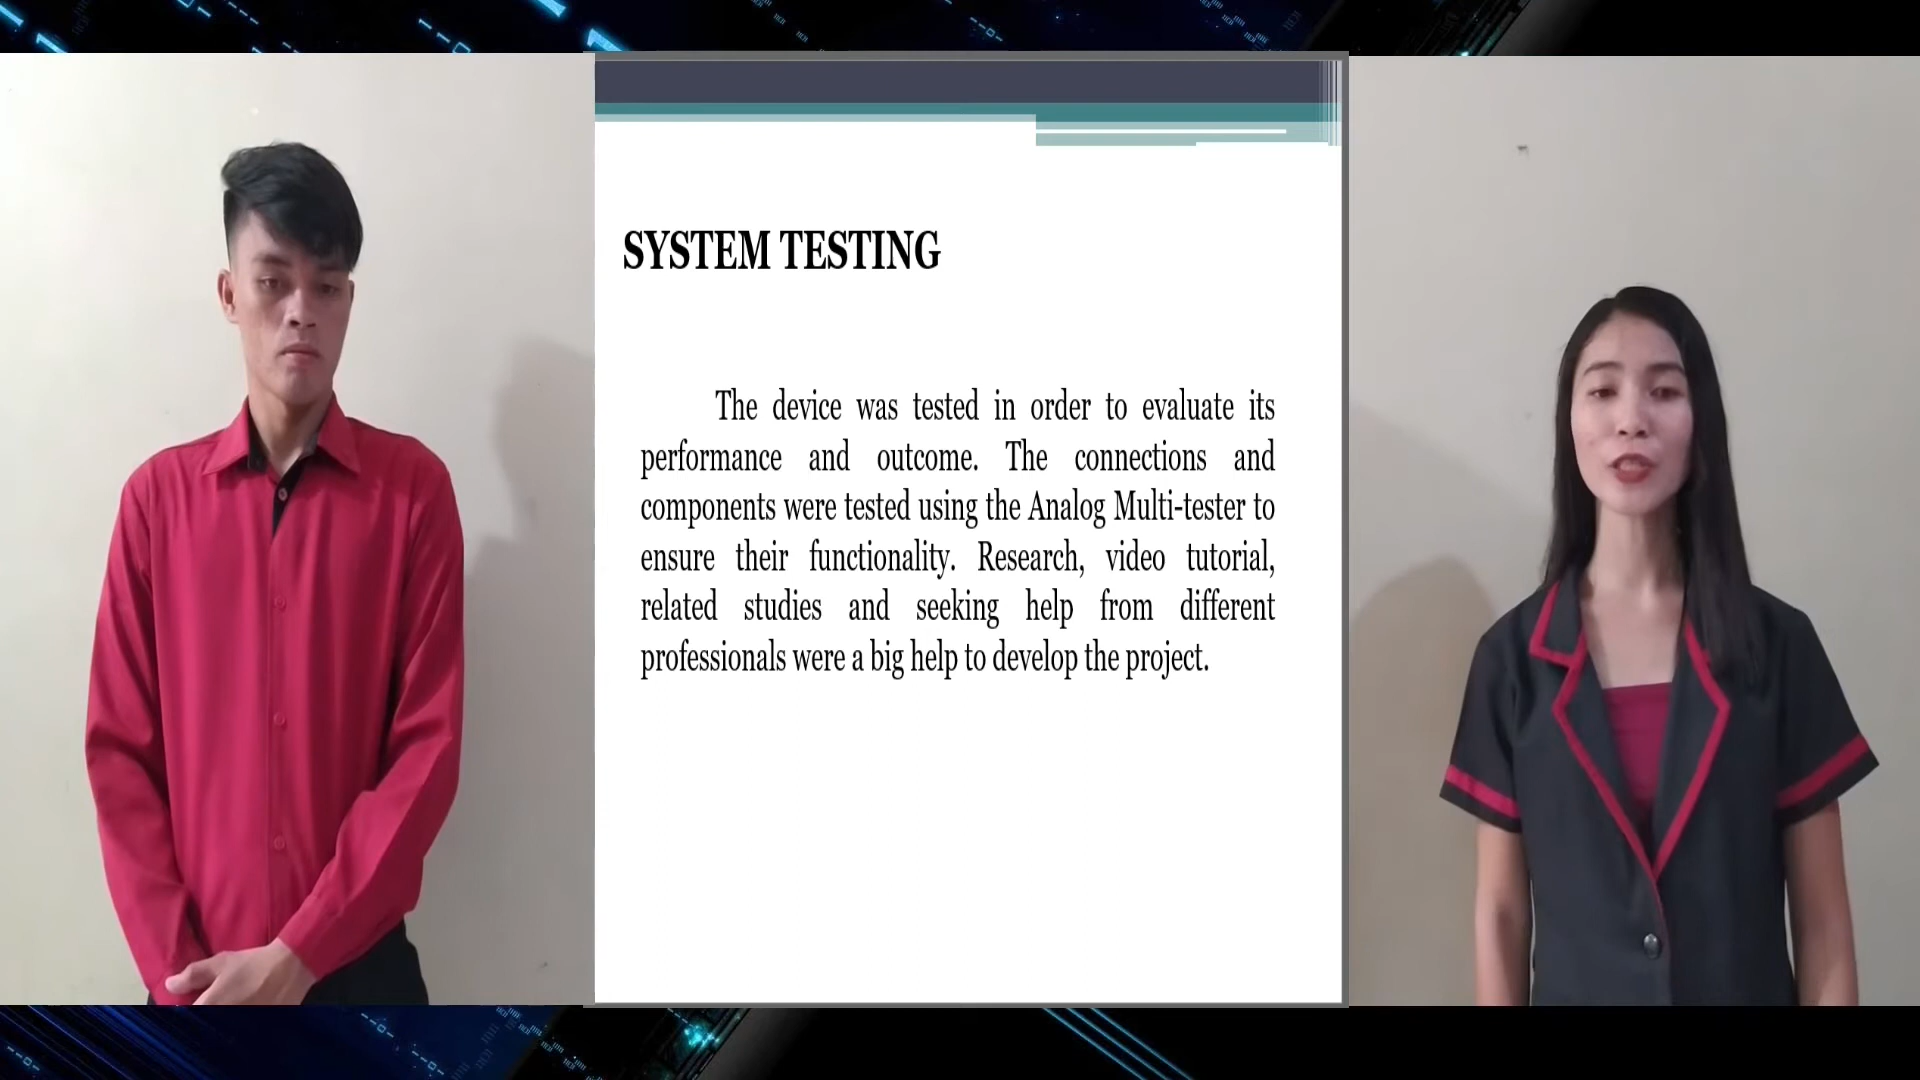 SYSTEM TESTING
The device was tested in order to evaluate its
performance and outcome. The connections and
components were tested using the Analog Multi-tester to
ensure their functionality. Research, video tutorial,
related studies and seeking help from different
professionals were a big help to develop the project.